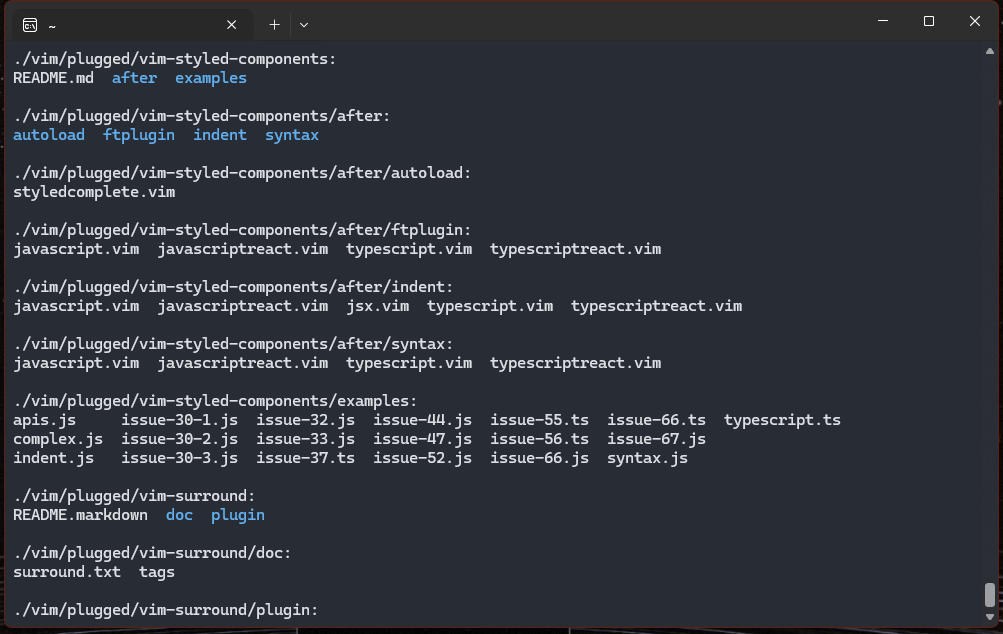 ~
./vim/plugged/vim-styled-components:
README.md  after  examples
./vim/plugged/vim-styled-components/after:
autoload  ftplugin  indent  syntax
./vim/plugged/vim-styled-components/after/autoload:
styledcomplete.vim
./vim/plugged/vim-styled-components/after/ftplugin:
javascript.vim  javascriptreact.vim  typescript.vim  typescriptreact.vim
./vim/plugged/vim-styled-components/after/indent:
javascript.vim  javascriptreact.vim  jsx.vim  typescript.vim  typescriptreact.vim
./vim/plugged/vim-styled-components/after/syntax:
javascript.vim  javascriptreact.vim  typescript.vim  typescriptreact.vim
./vim/plugged/vim-styled-components/examples:
apis.js     issue-30-1.js  issue-32.js  issue-44.js  issue-55.ts  issue-66.ts  typescript.ts
complex.js  issue-30-2.js  issue-33.js  issue-47.js  issue-56.ts  issue-67.js
indent.js   issue-30-3.js  issue-37.ts  issue-52.js  issue-66.js  syntax.js
./vim/plugged/vim-surround:
README.markdown  doc  plugin
./vim/plugged/vim-surround/doc:
surround.txt  tags
./vim/plugged/vim-surround/plugin: